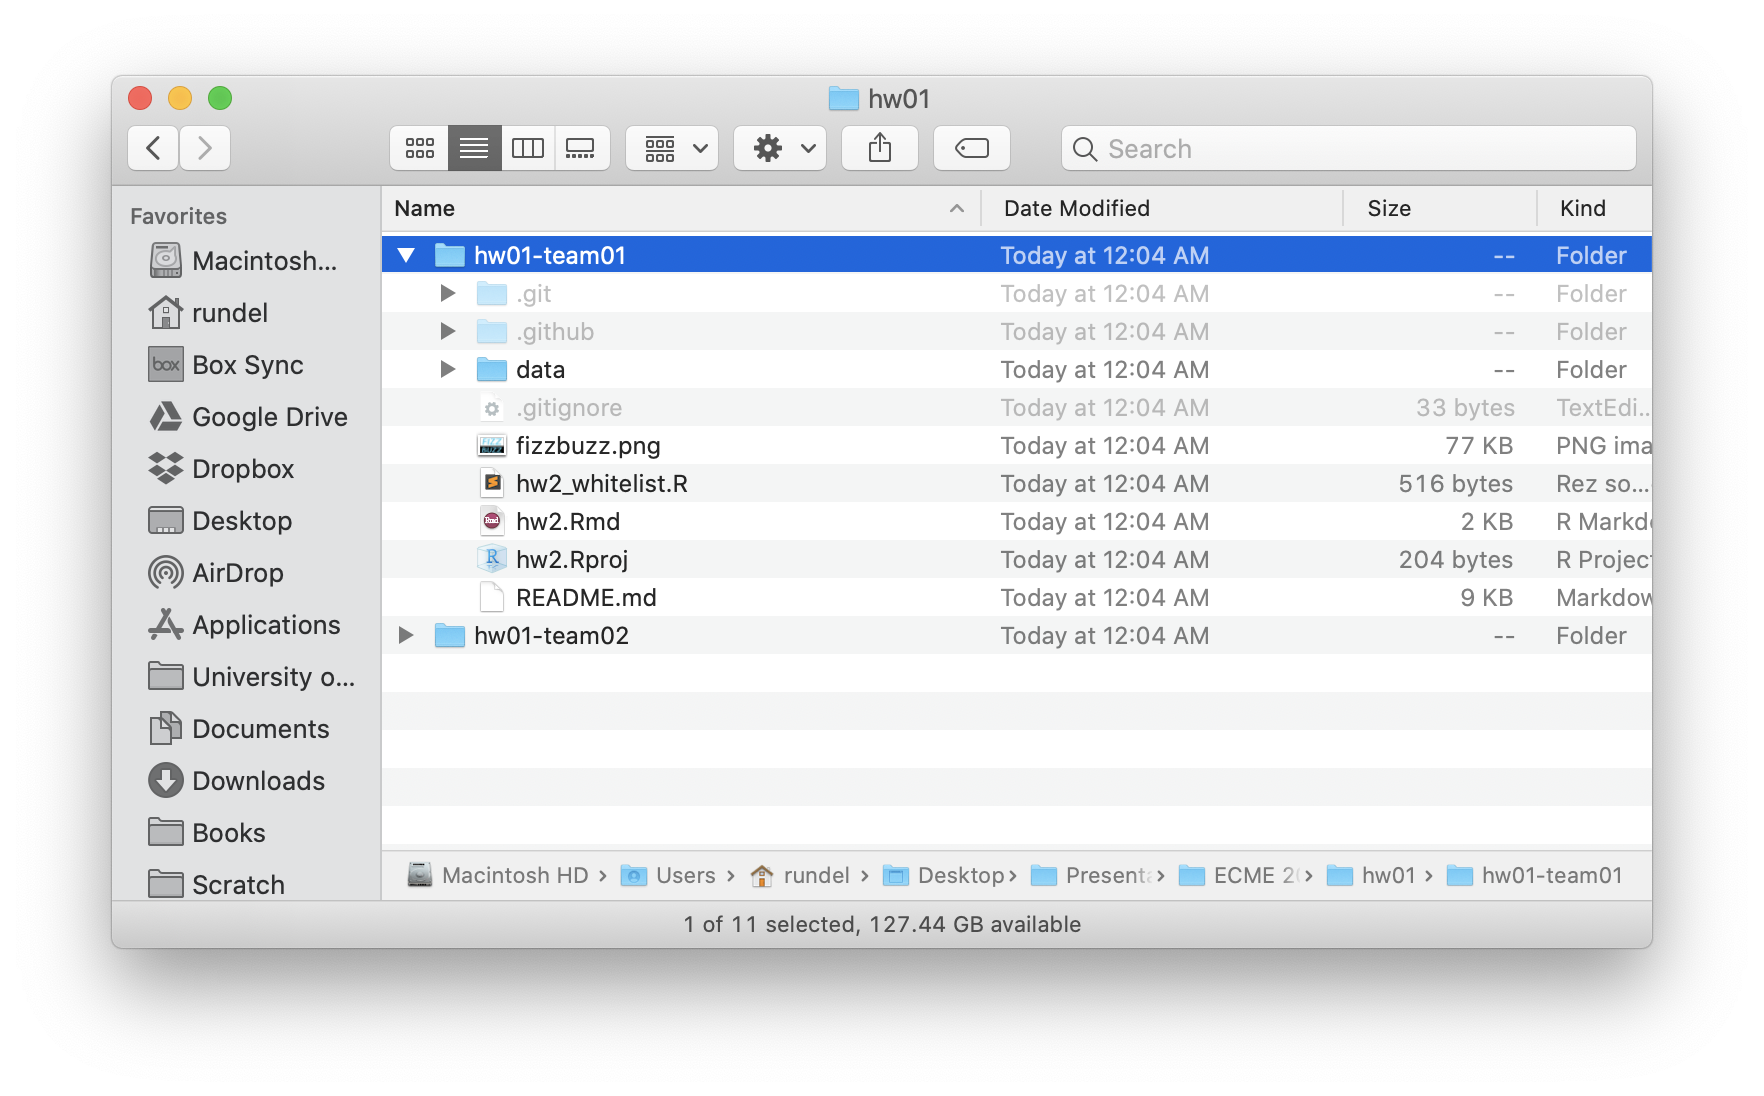 hw01
Search
Favorites
Macintosh...
rundel
box Box Sync
Google Drive
Dropbox
Desktop
AirDrop
Applications
University o...
Documents
Downloads
Books
Scratch
Name Date Modified Size Kind
hw01-team01 Today at 12:04 AM -- Folder
.git Today at 12:04 AM -- Folder
.github Today at 12:04 AM -- Folder
data Today at 12:04 AM -- Folder
.gitignore Today at 12:04 AM 33 bytes TextEdi...
fizzbuzz.png Today at 12:04 AM 77 KB PNG ima
hw2_whitelist.R Today at 12:04 AM 516 bytes Rez so...
Rmd hw2.Rmd Today at 12:04 AM 2 KB R Markd
R hw2.Rproj Today at 12:04 AM 204 bytes R Projec
README.md Today at 12:04 AM 9 KB Markdow
hw01-team02 Today at 12:04 AM -- Folder
Macintosh HD › Users › rundel › Desktop › Present › ECME 2 › hw01 › hw01-team01
1 of 11 selected, 127.44 GB available